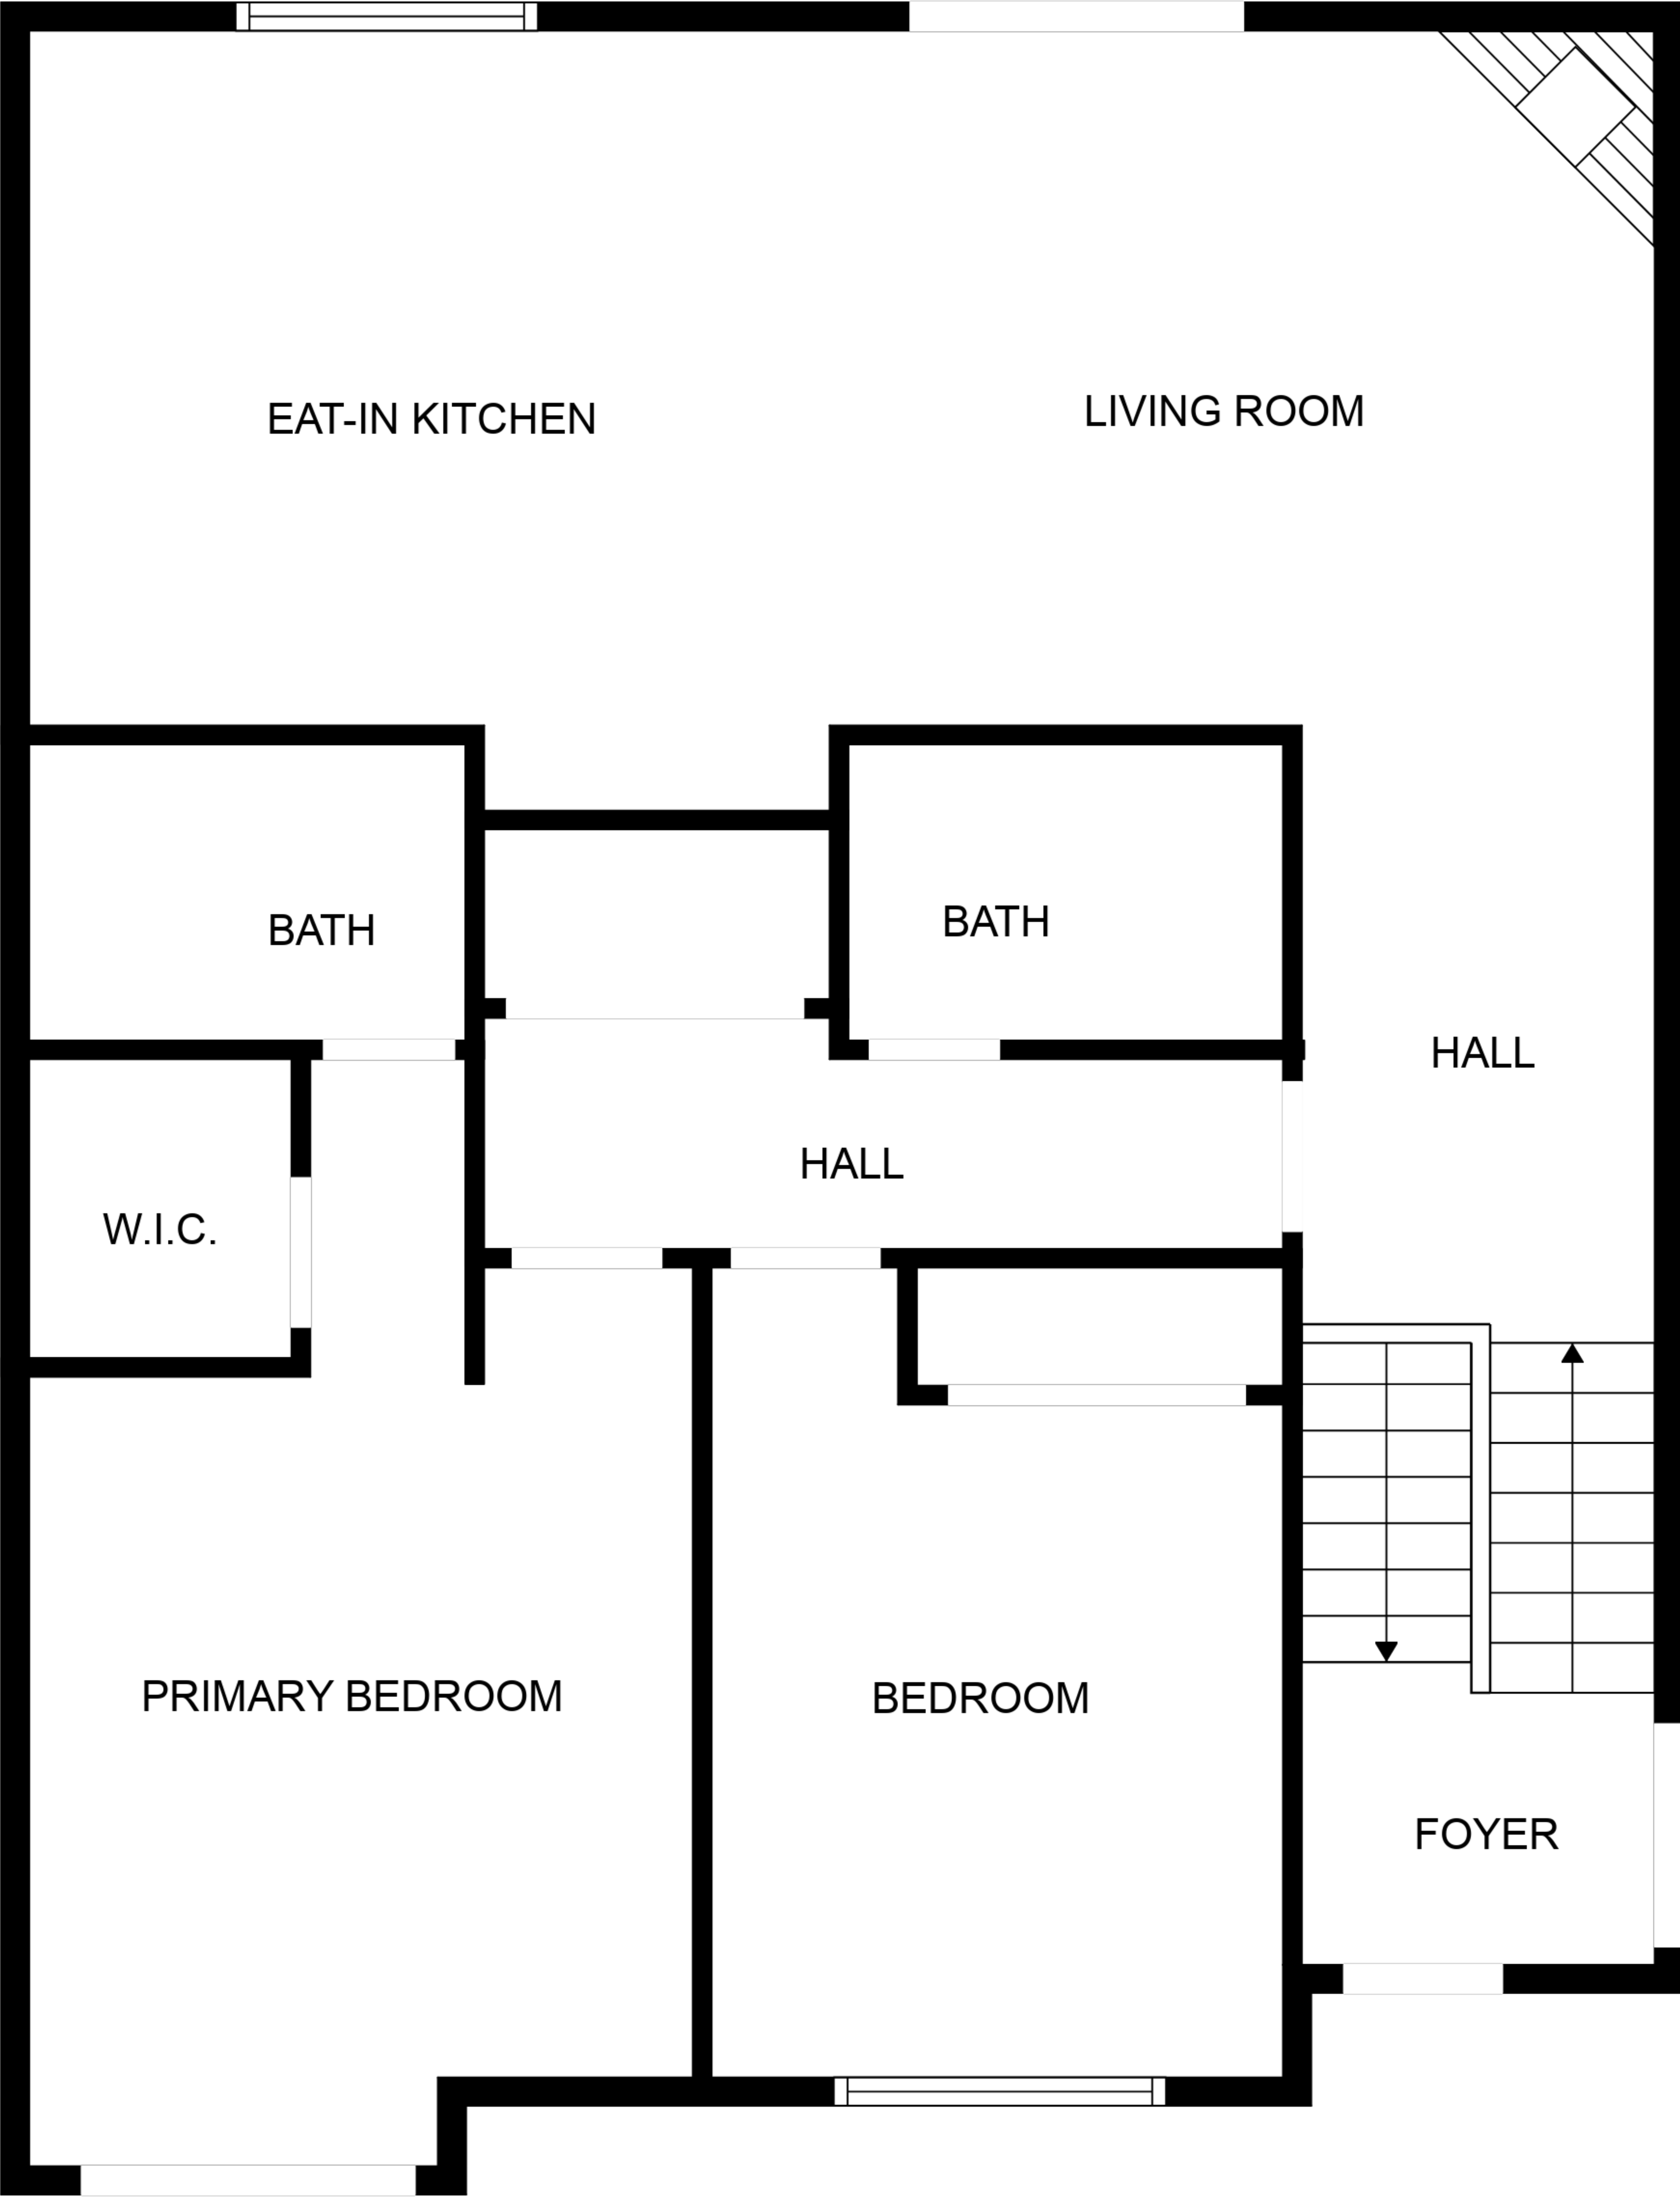 EAT-IN KITCHEN
LIVING ROOM
BATH
BATH
HALL
HALL
W.I.C.
PRIMARY BEDROOM
BEDROOM
FOYER